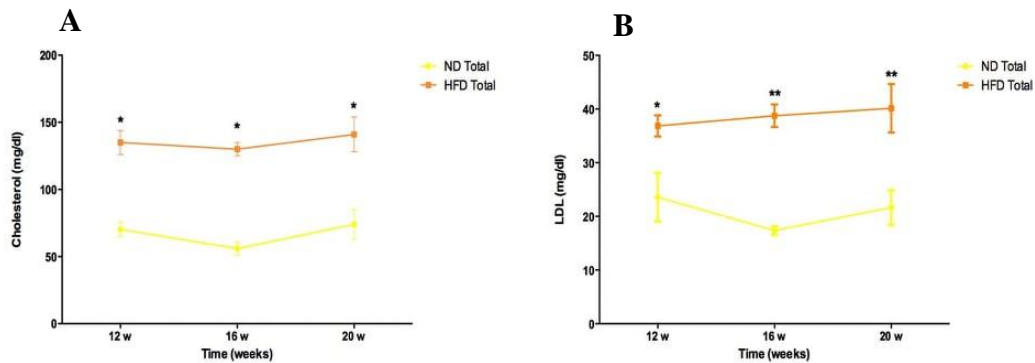 A
200
150
100
50
0
Cholesterol (mg/dl)
*
*
*
12 w
16 w
20 w
Time (weeks)
ND Total
HFD Total
B
50
40
30
20
10
0
LDL (mg/dl)
*
**
**
12 w
16 w
20 w
Time (weeks)
ND Total
HFD Total